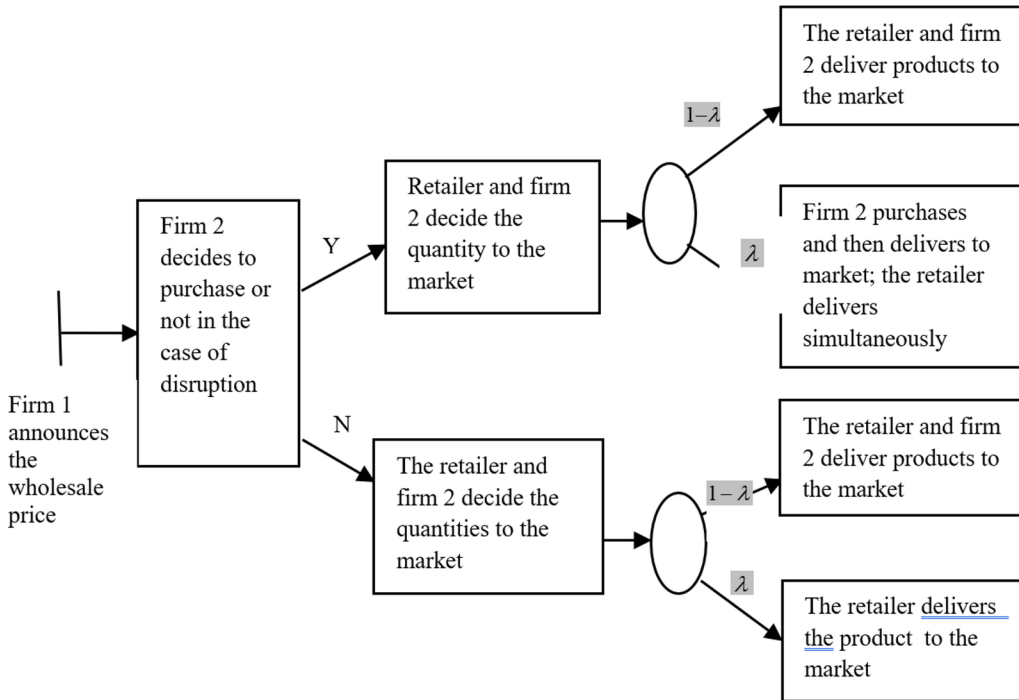 Firm 1
announces
the
wholesale
price
Firm 2
decides to
purchase or
not in the
case of
disruption
Y
Retailer and firm
2 decide the
quantity to the
market
1–λ
The retailer and firm
2 deliver products to
the market
λ
Firm 2 purchases
and then delivers to
market; the retailer
delivers
simultaneously
N
The retailer and
firm 2 decide the
quantities to the
market
1– λ
The retailer and firm
2 deliver products to
the market
λ
The retailer delivers
the product to the
market